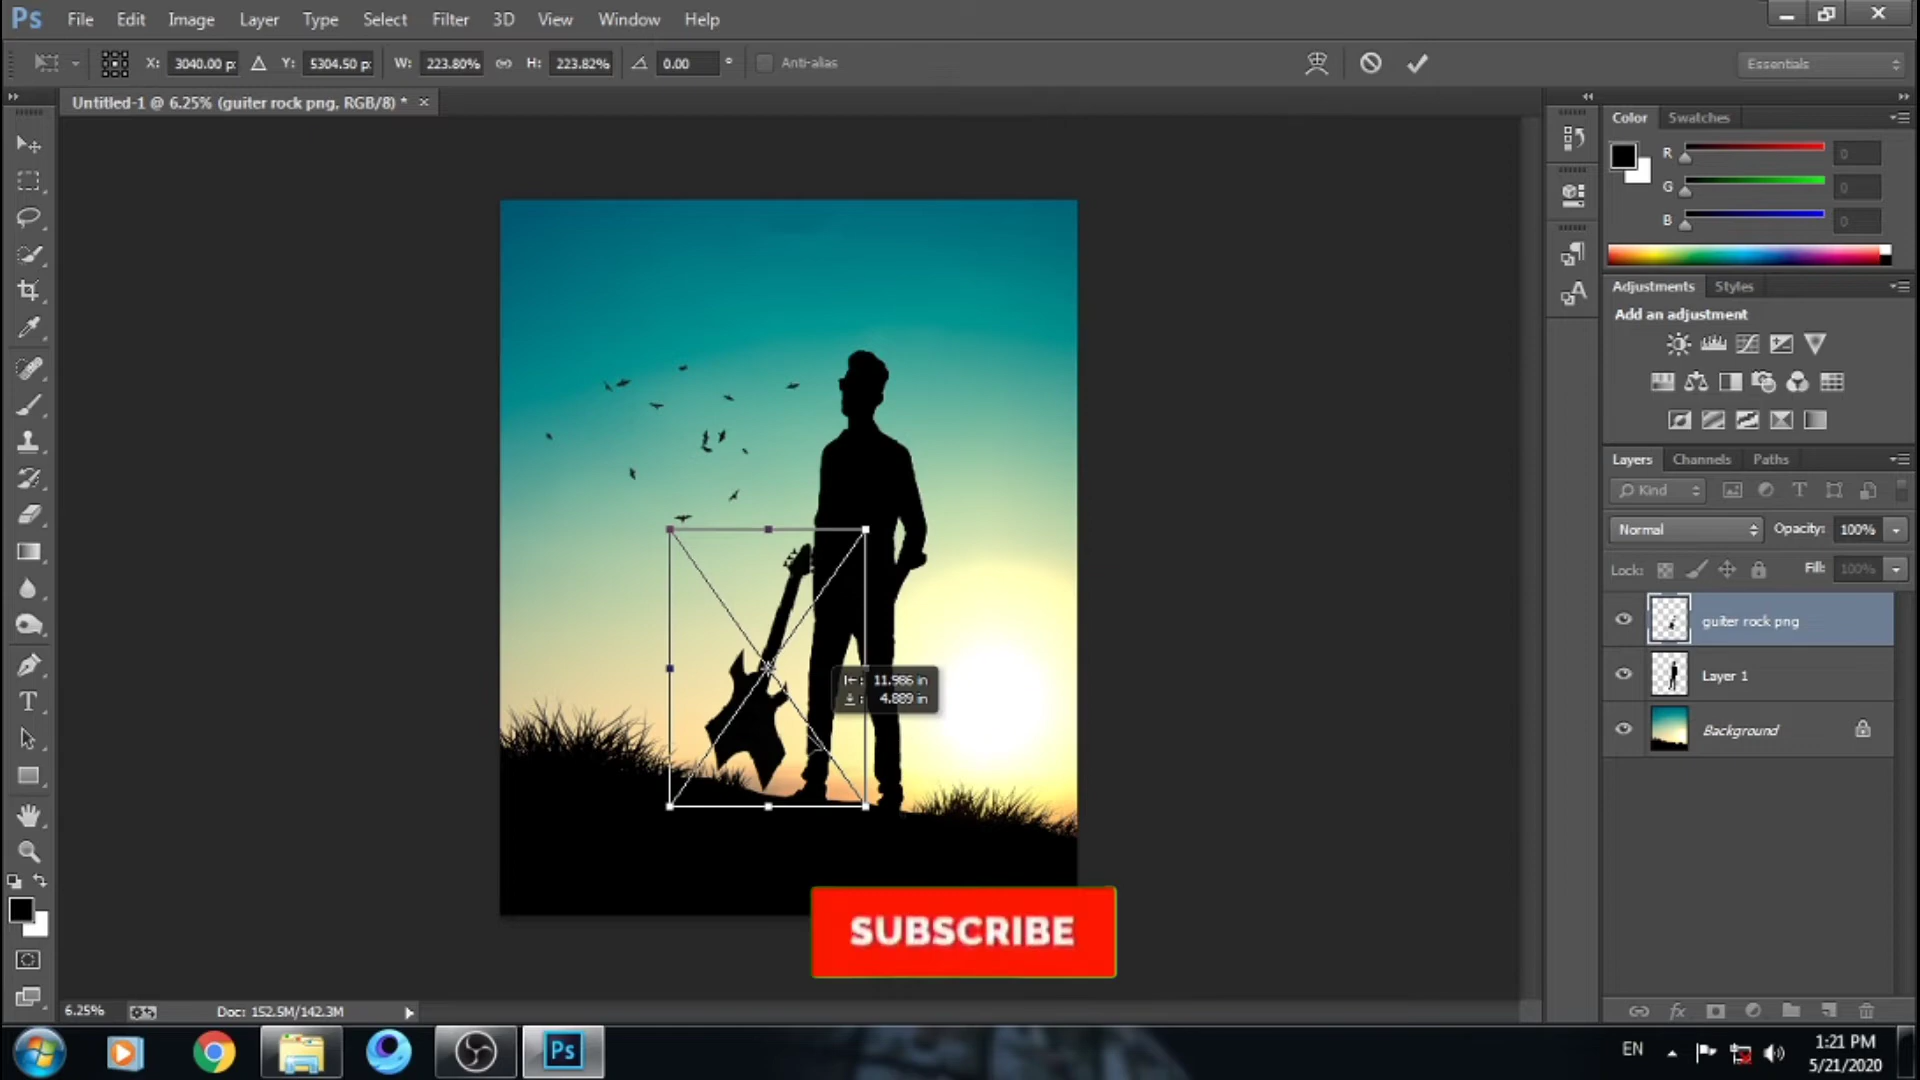 Ps File Edit Image Layer Type Select Filter 3D View Window Help
X: 3040.00 p: Y: 5304.50 p: W: 223.80% H: 223.82% 0.00 ° Anti-alias Essentials
Untitled-1 @ 6.25% (guiter rock png, RGB/8) * ×
Color Swatches
R 0
G 0
B 0
Adjustments Styles
Add an adjustment
Layers Channels Paths
Kind
Normal Opacity: 100%
Lock: Fill: 100%
guiter rock png
Layer 1
Background
11.986 in
4.889 in
SUBSCRIBE
6.25% Doc: 152.5M/142.3M
Ps
EN
1:21 PM
5/21/2020